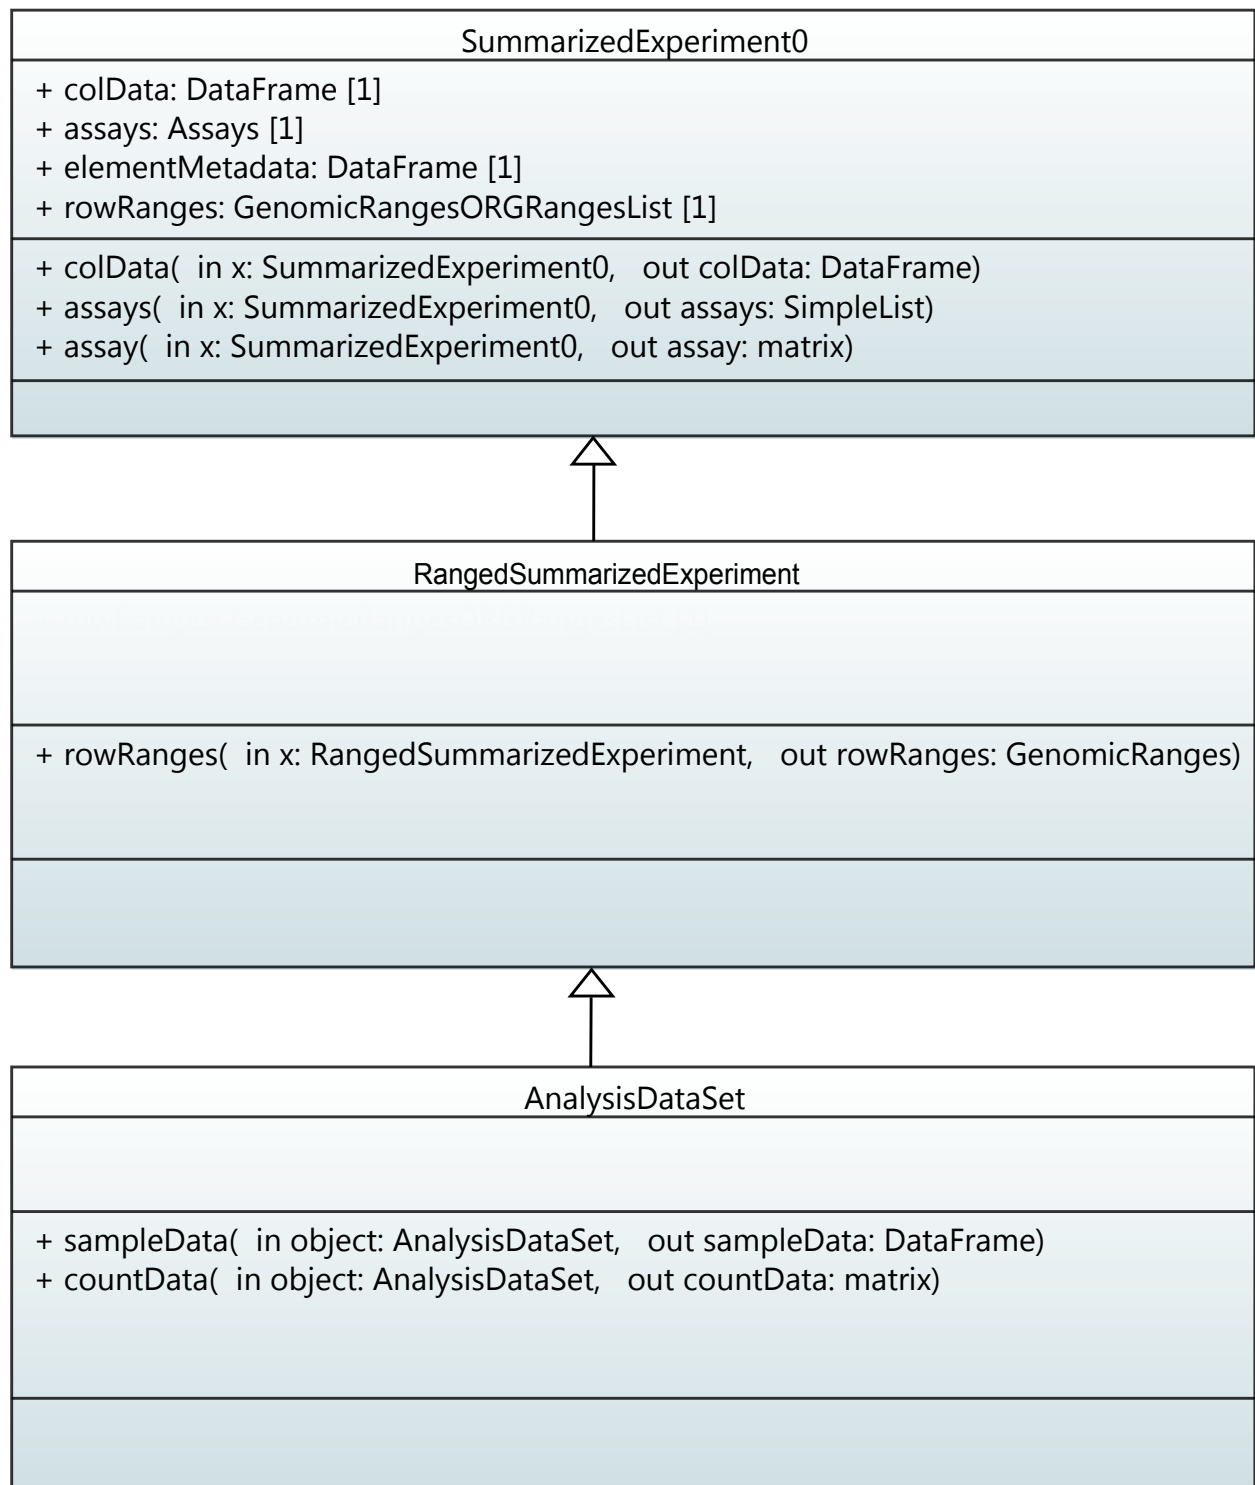 SummarizedExperiment0
+ colData: DataFrame [1]
+ assays: Assays [1]
+ elementMetadata: DataFrame [1]
+ rowRanges: GenomicRangesORGRangesList [1]
+ colData( in x: SummarizedExperiment0, out colData: DataFrame)
+ assays( in x: SummarizedExperiment0, out assays: SimpleList)
+ assay( in x: SummarizedExperiment0, out assay: matrix)
RangedSummarizedExperiment
+ rowRanges( in x: RangedSummarizedExperiment, out rowRanges: GenomicRanges)
AnalysisDataSet
+ sampleData( in object: AnalysisDataSet, out sampleData: DataFrame)
+ countData( in object: AnalysisDataSet, out countData: matrix)